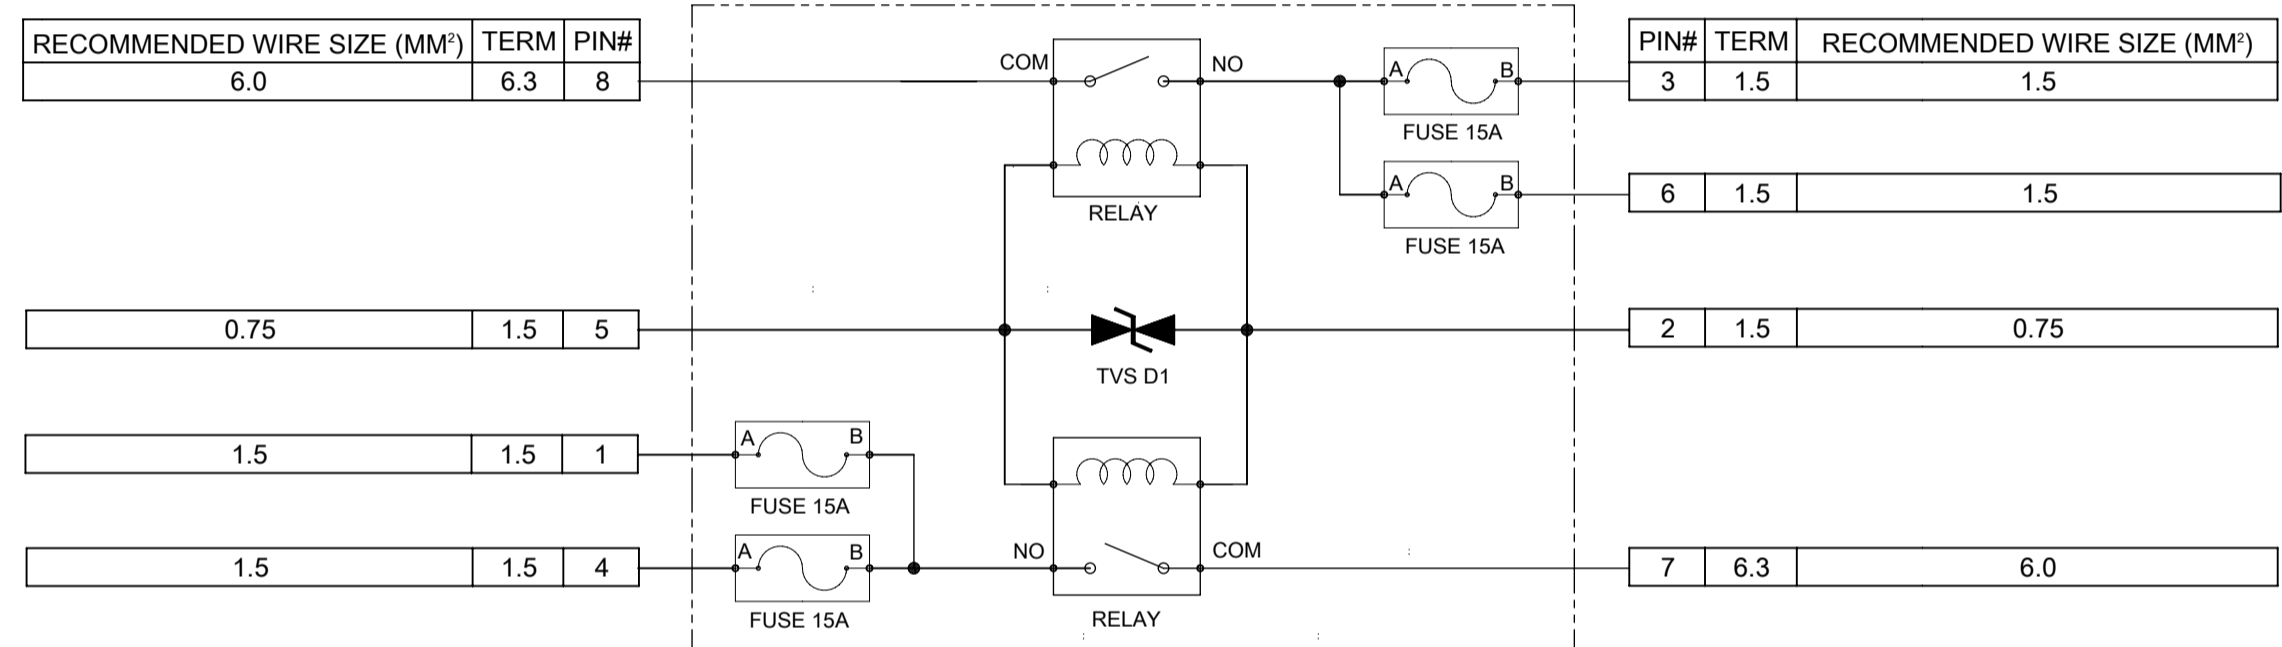 RECOMMENDED WIRE SIZE (MM²) TERM PIN#
6.0 6.3 8
COM
NO
A B
FUSE 15A
PIN# TERM RECOMMENDED WIRE SIZE (MM²)
3 1.5 1.5
RELAY
A B
FUSE 15A
6 1.5 1.5
0.75 1.5 5
TVS D1
2 1.5 0.75
1.5 1.5 1
A B
FUSE 15A
1.5 1.5 4
A B
FUSE 15A
NO
COM
RELAY
7 6.3 6.0